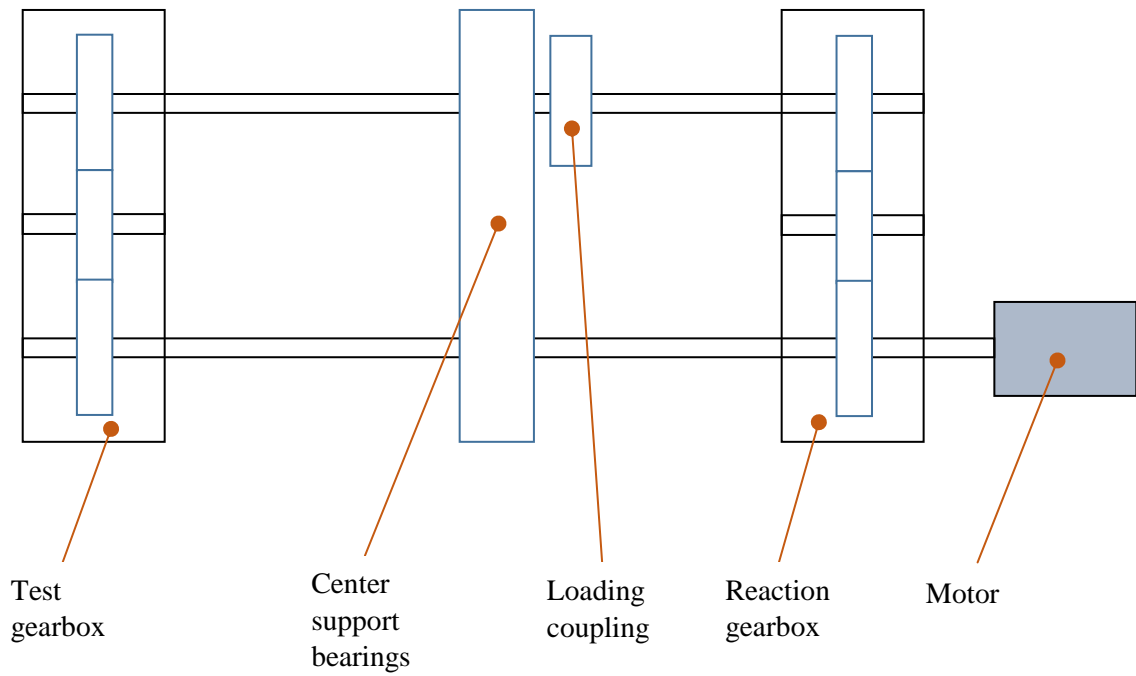 Test
gearbox
Center
support
bearings
Loading
coupling
Reaction
gearbox
Motor